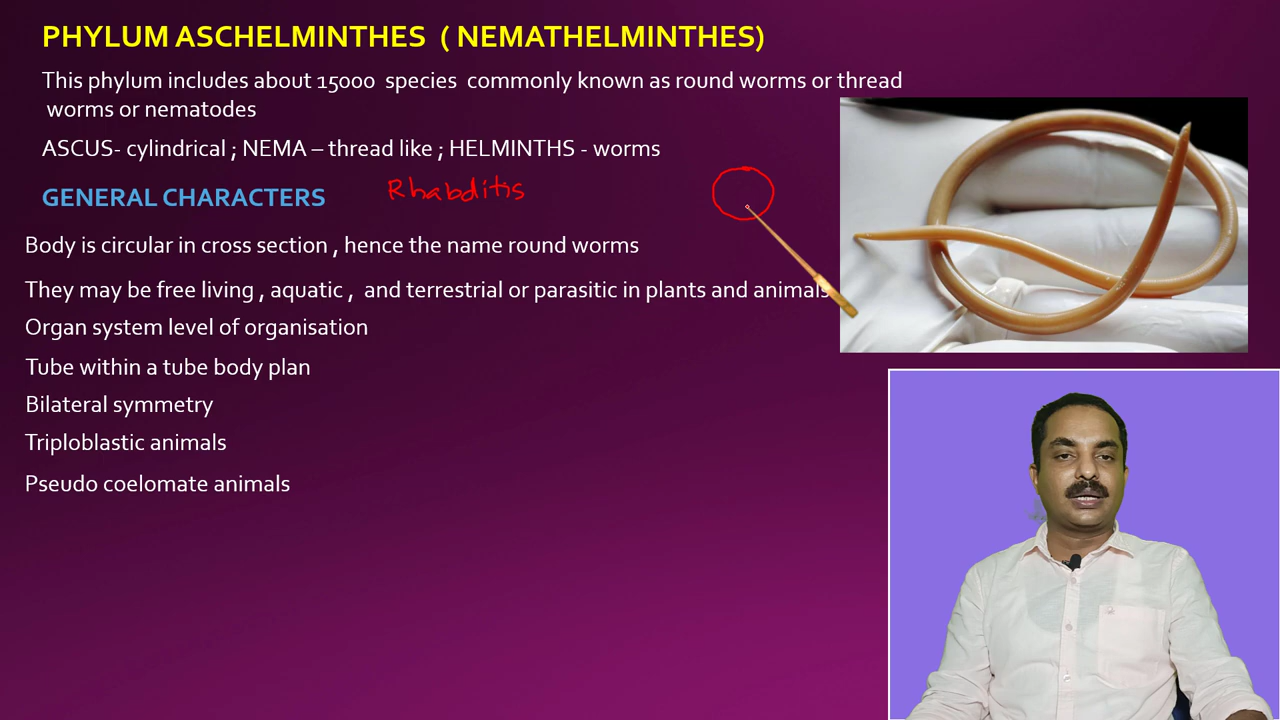 PHYLUM ASCHELMINTHES ( NEMATHELMINTHES)
This phylum includes about 15000 species commonly known as round worms or thread
worms or nematodes
ASCUS- cylindrical ; NEMA – thread like ; HELMINTHS - worms
GENERAL CHARACTERS
Rhabditis
Body is circular in cross section , hence the name round worms
They may be free living , aquatic , and terrestrial or parasitic in plants and animals
Organ system level of organisation
Tube within a tube body plan
Bilateral symmetry
Triploblastic animals
Pseudo coelomate animals